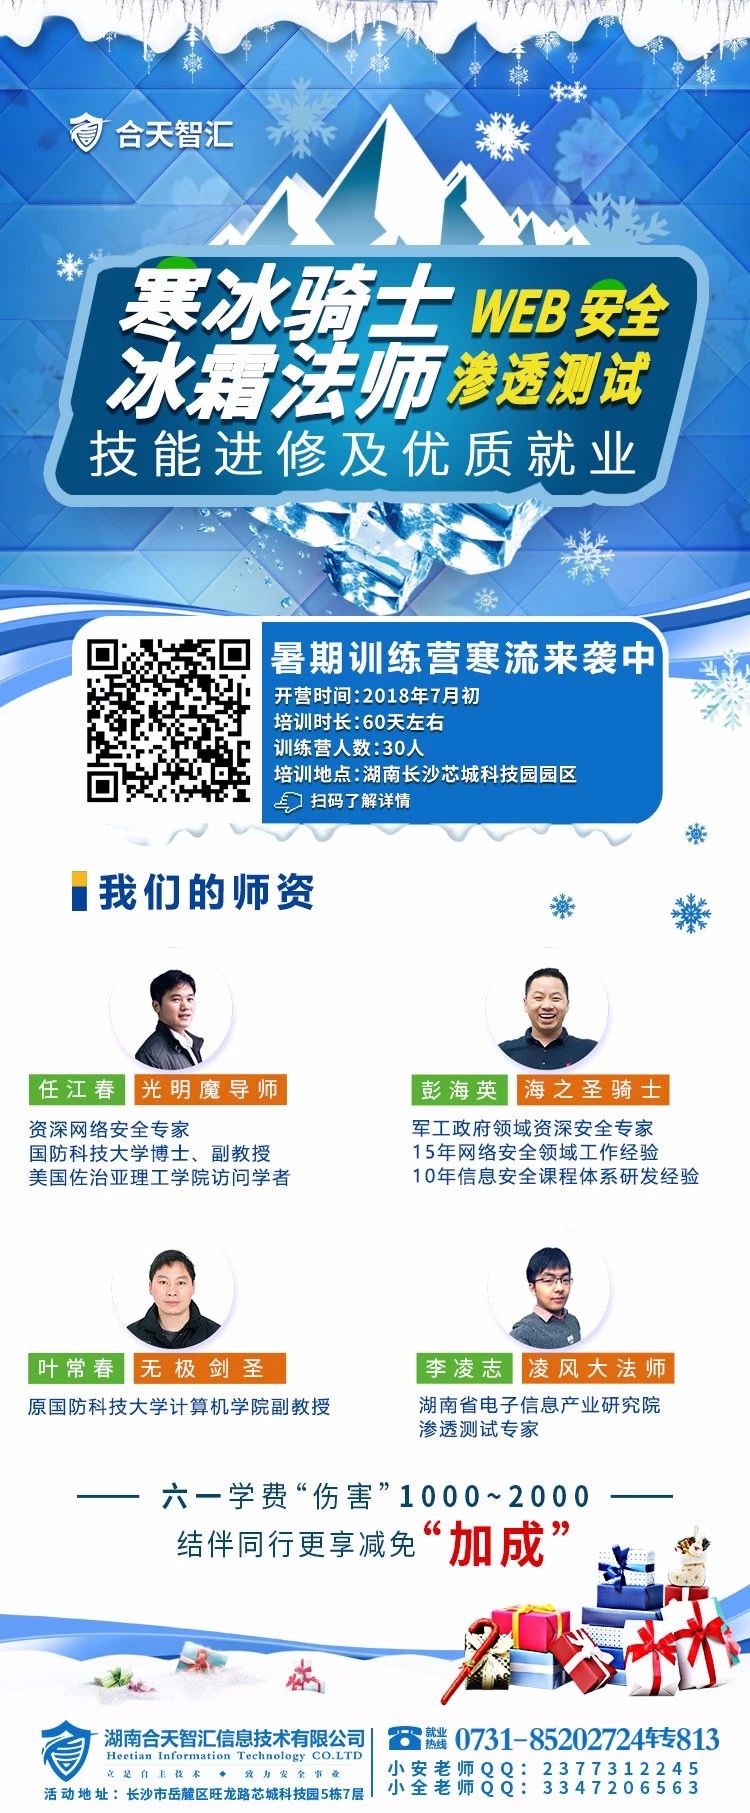 合天智汇
寒冰骑士 WEB 安全
冰霜法师 渗透测试
技能进修及优质就业
暑期训练营寒流来袭中
开营时间:2018年7月初
培训时长:60天左右
训练营人数:30人
培训地点:湖南长沙芯城科技园园区
扫码了解详情
我们的师资
任江春 光明魔导师
资深网络安全专家
国防科技大学博士、副教授
美国佐治亚理工学院访问学者
彭海英 海之圣骑士
军工政府领域资深安全专家
15年网络安全领域工作经验
10年信息安全课程体系研发经验
叶常春 无极剑圣
原国防科技大学计算机学院副教授
李凌志 凌风大法师
湖南省电子信息产业研究院
渗透测试专家
六一学费“伤害”1000~2000
结伴同行更享减免“加成”
湖南合天智汇信息技术有限公司
Heetian Information Technology CO.LTD
立足自主技术 ◆ 致力安全事业
活动地址：长沙市岳麓区旺龙路芯城科技园5栋7层
就业热线 0731-85202724转813
小安老师QQ：2377312245
小全老师QQ：3347206563